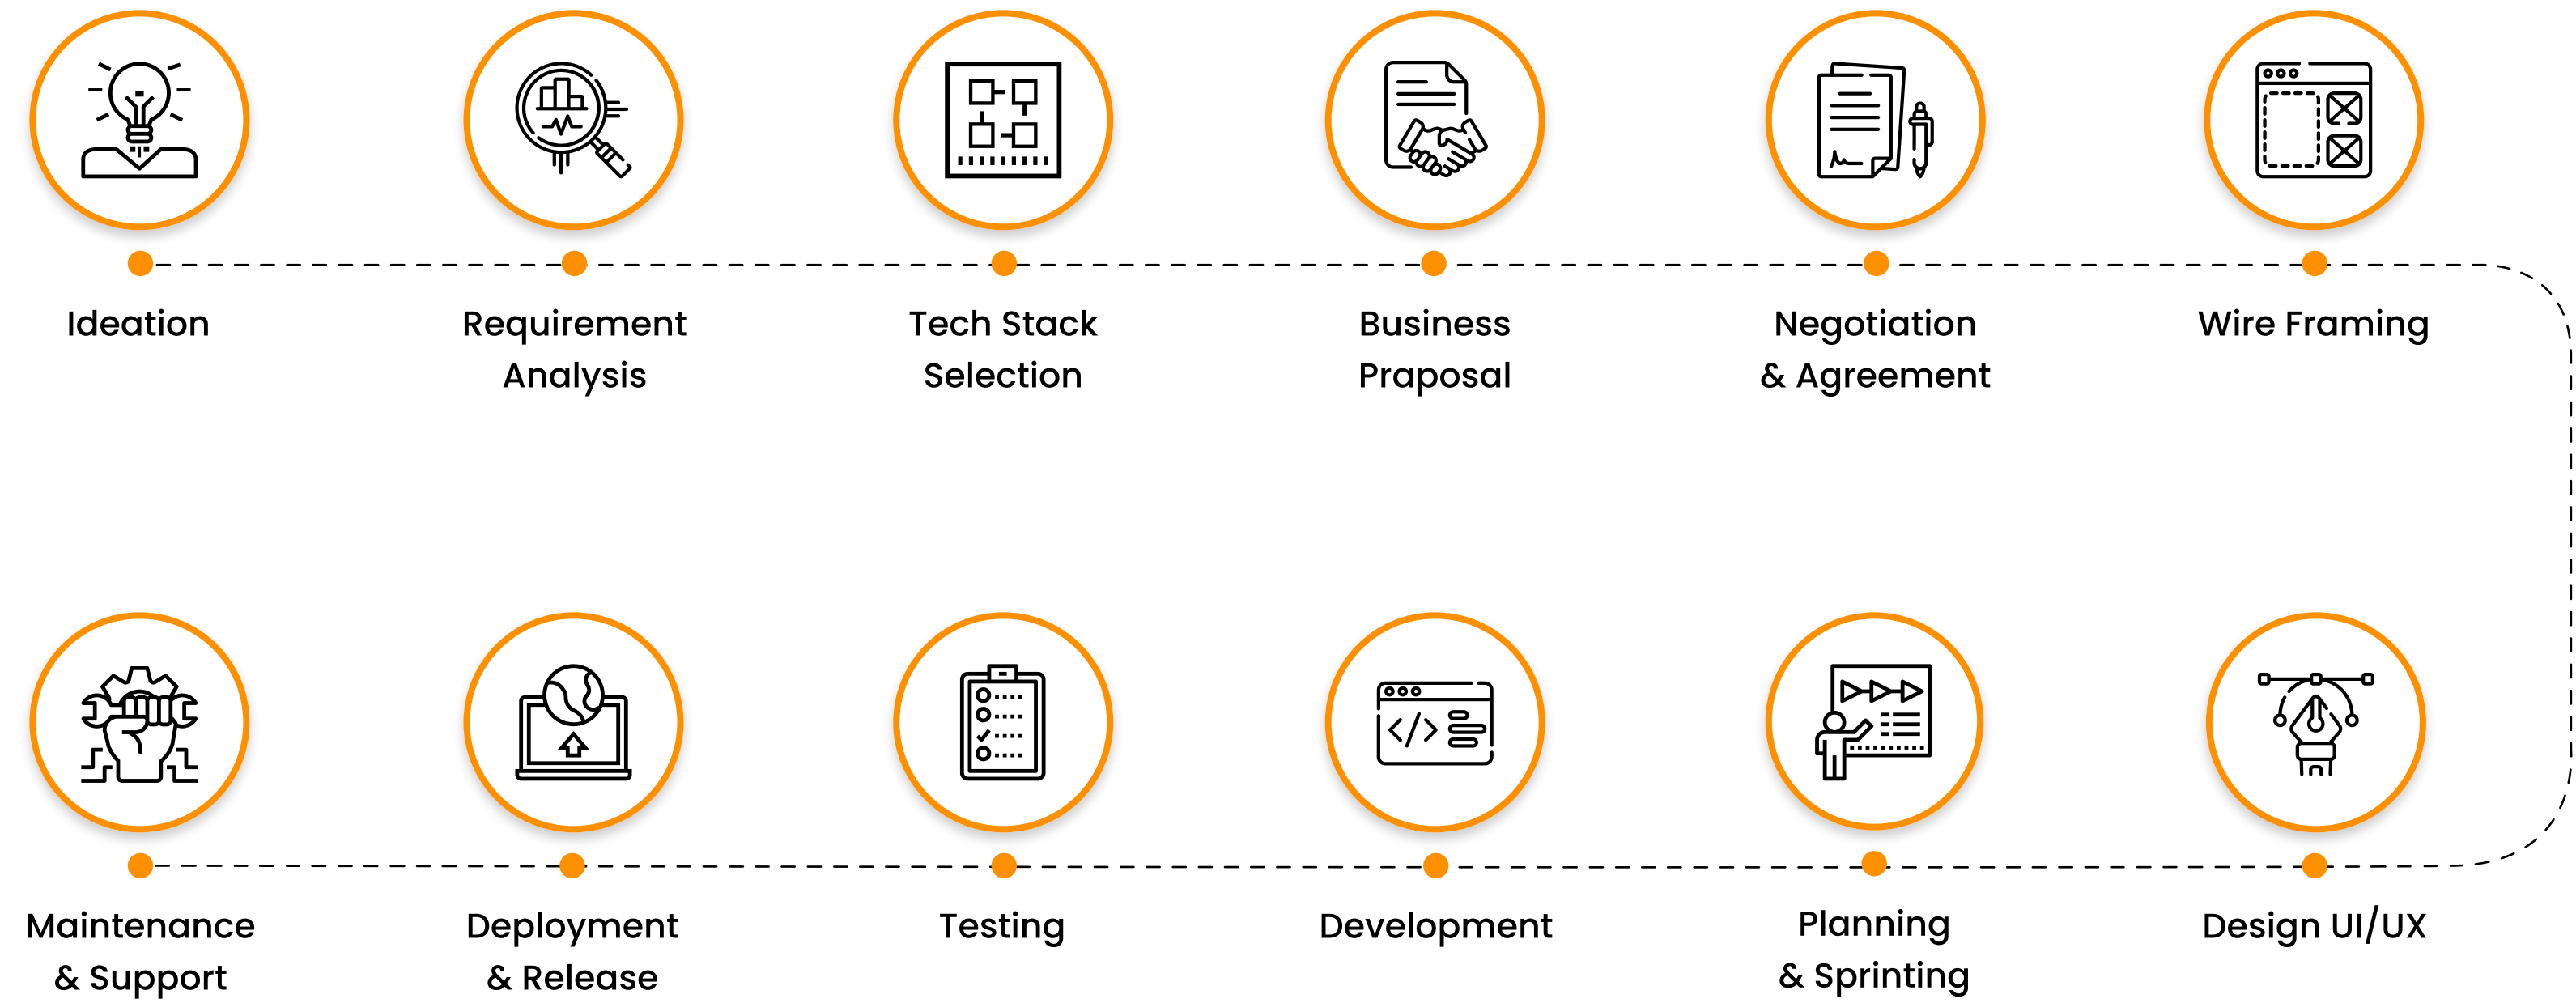 Ideation
Requirement
Analysis
Tech Stack
Selection
Business
Praposal
Negotiation
& Agreement
Wire Framing
Maintenance
& Support
Deployment
& Release
Testing
Development
Planning
& Sprinting
Design UI/UX